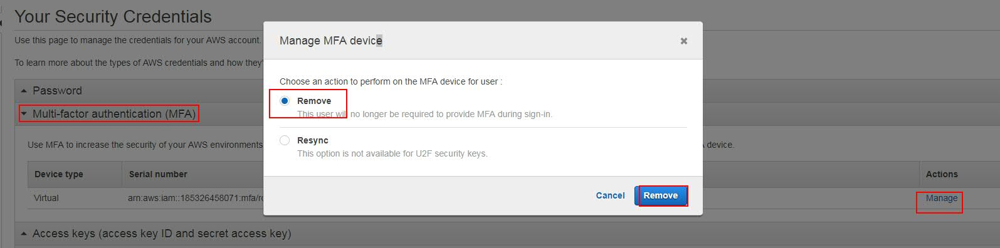 Your Security Credentials
Use this page to manage the credentials for your AWS account.
To learn more about the types of AWS credentials and how they'
Password
Multi-factor authentication (MFA)
Use MFA to increase the security of your AWS environments
device.
Device type Serial number Actions
Virtual arn:aws:iam::185326458071:mfa/ro Manage
Access keys (access key ID and secret access key)
Manage MFA device
Choose an action to perform on the MFA device for user :
Remove
This user will no longer be required to provide MFA during sign-in.
Resync
This option is not available for U2F security keys.
Cancel Remove